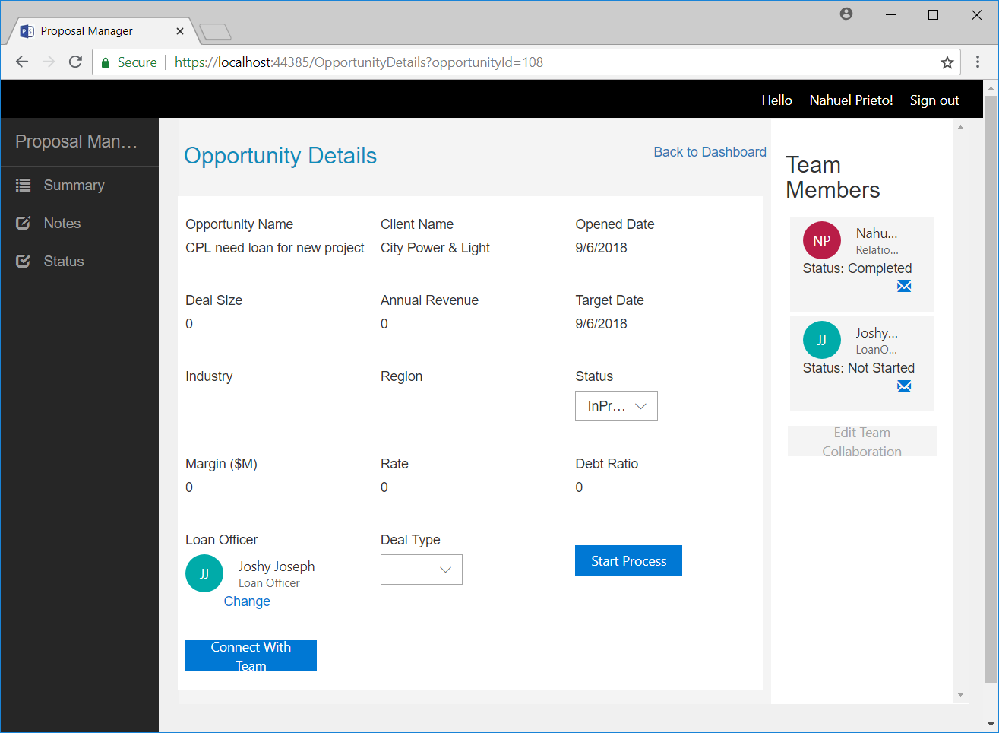 Proposal Manager
Secure
https://localhost:44385/OpportunityDetails?opportunityId=108
Hello Nahuel Prieto! Sign out
Proposal Man…
Summary
Notes
Status
Opportunity Details
Back to Dashboard
Opportunity Name Client Name Opened Date
CPL need loan for new project City Power & Light 9/6/2018
Deal Size Annual Revenue Target Date
0 0 9/6/2018
Industry Region Status
InPr…
Margin ($M) Rate Debt Ratio
0 0 0
Loan Officer Deal Type
JJ
Joshy Joseph
Loan Officer
Change
Start Process
Connect With
Team
Team
Members
NP
Nahu...
Relatio...
Status: Completed
JJ
Joshy...
LoanO...
Status: Not Started
Edit Team
Collaboration